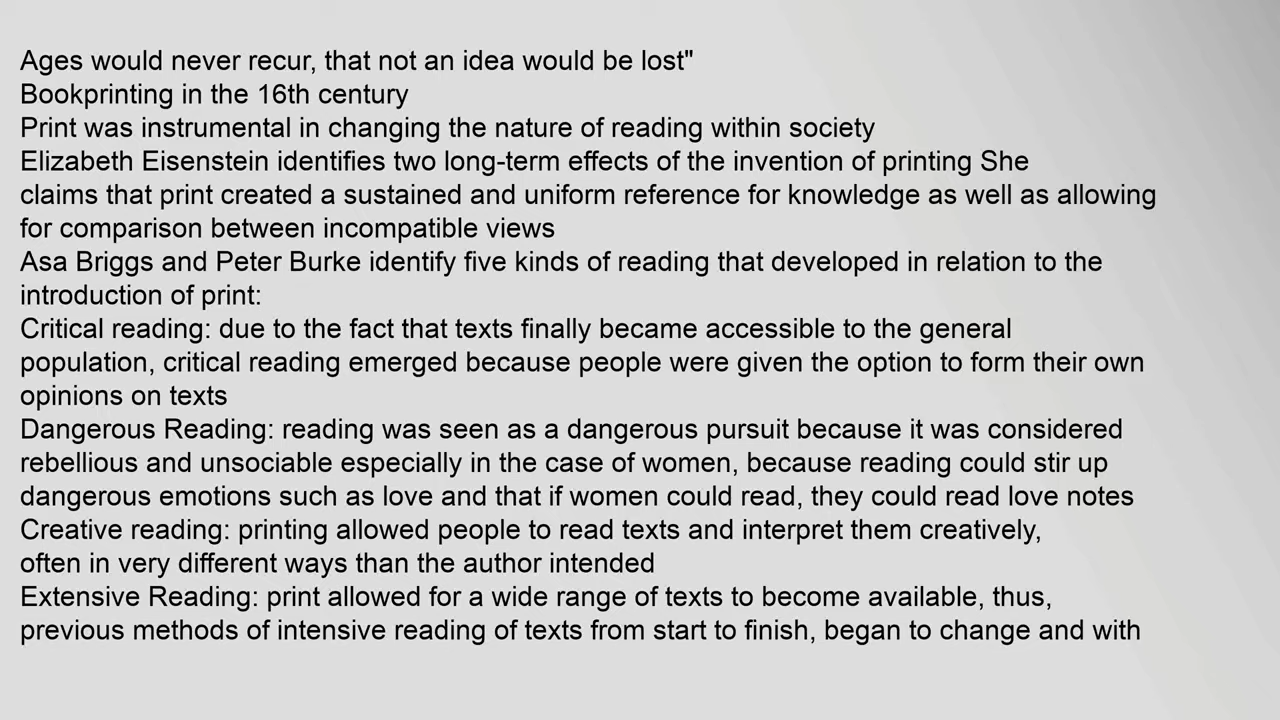 Ages would never recur, that not an idea would be lost"
Bookprinting in the 16th century
Print was instrumental in changing the nature of reading within society
Elizabeth Eisenstein identifies two long-term effects of the invention of printing She
claims that print created a sustained and uniform reference for knowledge as well as allowing
for comparison between incompatible views
Asa Briggs and Peter Burke identify five kinds of reading that developed in relation to the
introduction of print:
Critical reading: due to the fact that texts finally became accessible to the general
population, critical reading emerged because people were given the option to form their own
opinions on texts
Dangerous Reading: reading was seen as a dangerous pursuit because it was considered
rebellious and unsociable especially in the case of women, because reading could stir up
dangerous emotions such as love and that if women could read, they could read love notes
Creative reading: printing allowed people to read texts and interpret them creatively,
often in very different ways than the author intended
Extensive Reading: print allowed for a wide range of texts to become available, thus,
previous methods of intensive reading of texts from start to finish, began to change and with